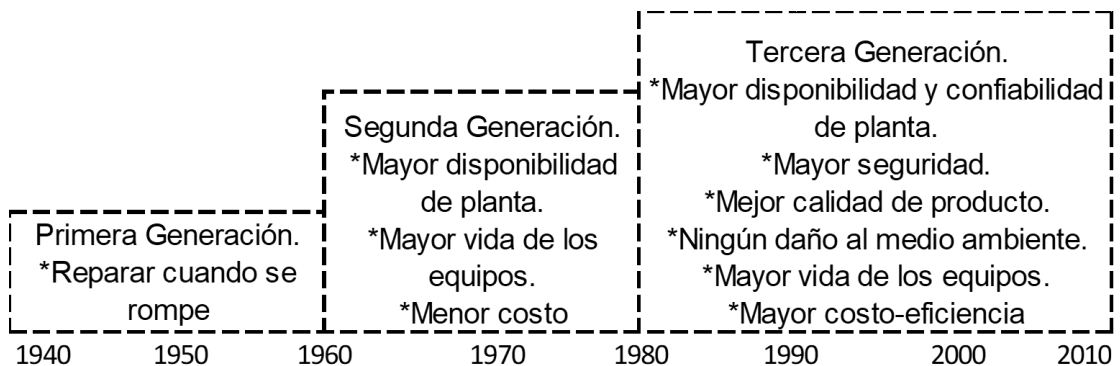 Primera Generación.
*Reparar cuando se
rompe
Segunda Generación.
*Mayor disponibilidad
de planta.
*Mayor vida de los
equipos.
*Menor costo
Tercera Generación.
*Mayor disponibilidad y confiabilidad
de planta.
*Mayor seguridad.
*Mejor calidad de producto.
*Ningún daño al medio ambiente.
*Mayor vida de los equipos.
*Mayor costo-eficiencia
1940 1950 1960 1970 1980 1990 2000 2010